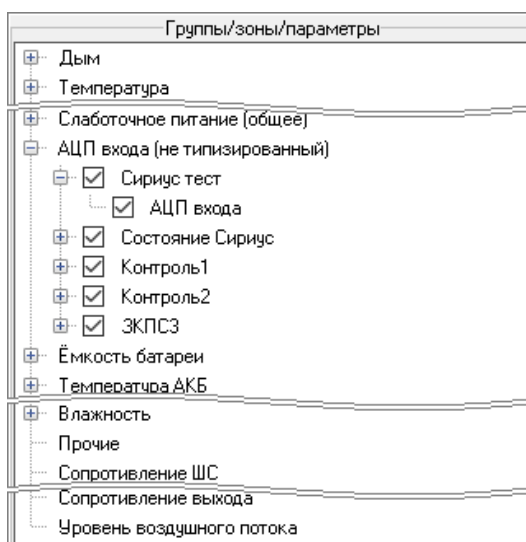 Группы/зоны/параметры
Дым
Температура
Слаботочное питание (общее)
АЦП входа (не типизированный)
Сириус тест
АЦП входа
Состояние Сириус
Контроль1
Контроль2
ЗКПСЗ
Ёмкость батареи
Температура АКБ
Влажность
Прочие
Сопротивление ШС
Сопротивление выхода
Уровень воздушного потока